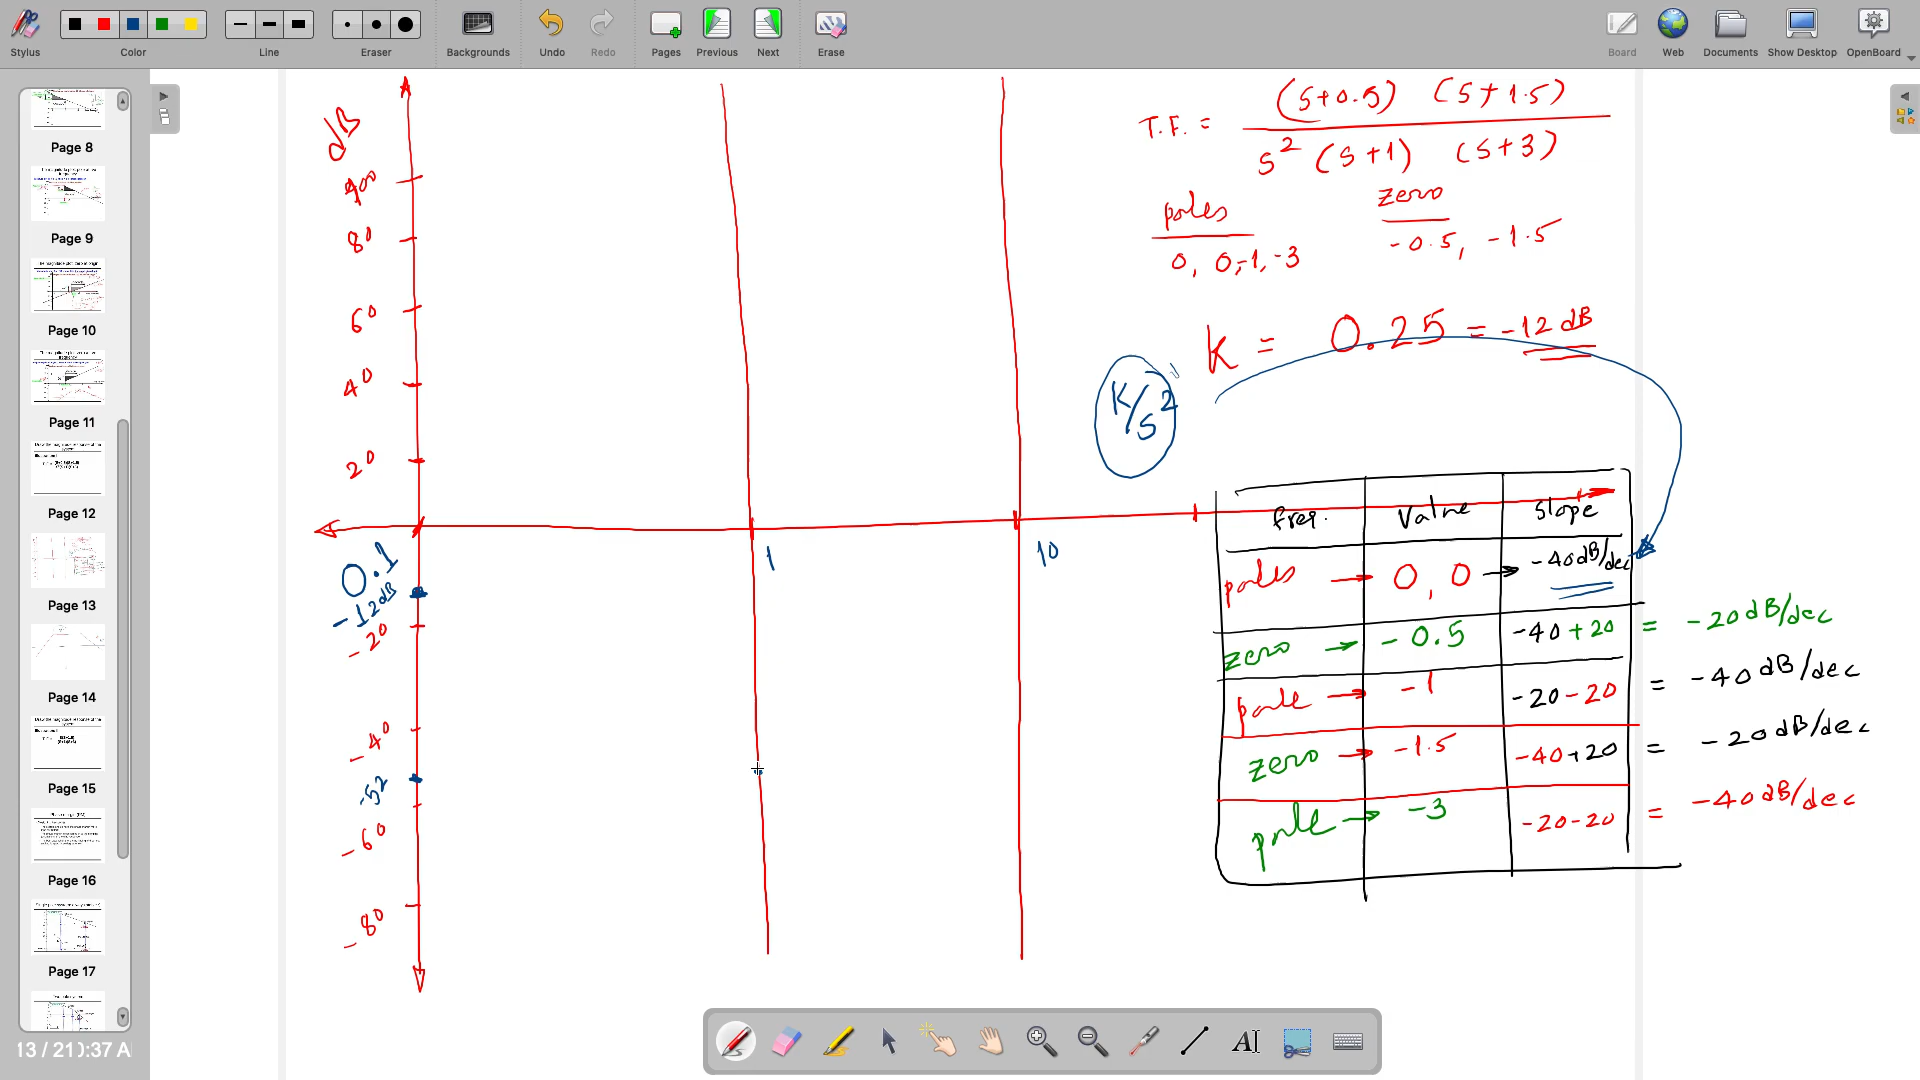 Stylus
Color
Line
Eraser
Backgrounds
Undo
Redo
Pages
Previous
Next
Erase
Board
Web
Documents
Show Desktop
OpenBoard
Page 8
Page 9
Page 10
Page 11
Page 12
Page 13
Page 14
Page 15
Page 16
Page 17
13 / 21
dB
80
60
40
20
0.1
-12dB
-20
-40
-52
-60
-80
1
10
T.F. = (s+0.5) (s+1.5)
s² (s+1) (s+3)
poles
0, 0,-1,-3
zero
-0.5, -1.5
K = 0.25 = -12 dB
K/s²
freq. Value Slope
poles → 0, 0 → -40dB/dec
zero → -0.5 -40+20 = -20dB/dec
pole → -1 -20-20 = -40dB/dec
zero → -1.5 -40+20 = -20dB/dec
pole → -3 -20-20 = -40dB/dec
AI